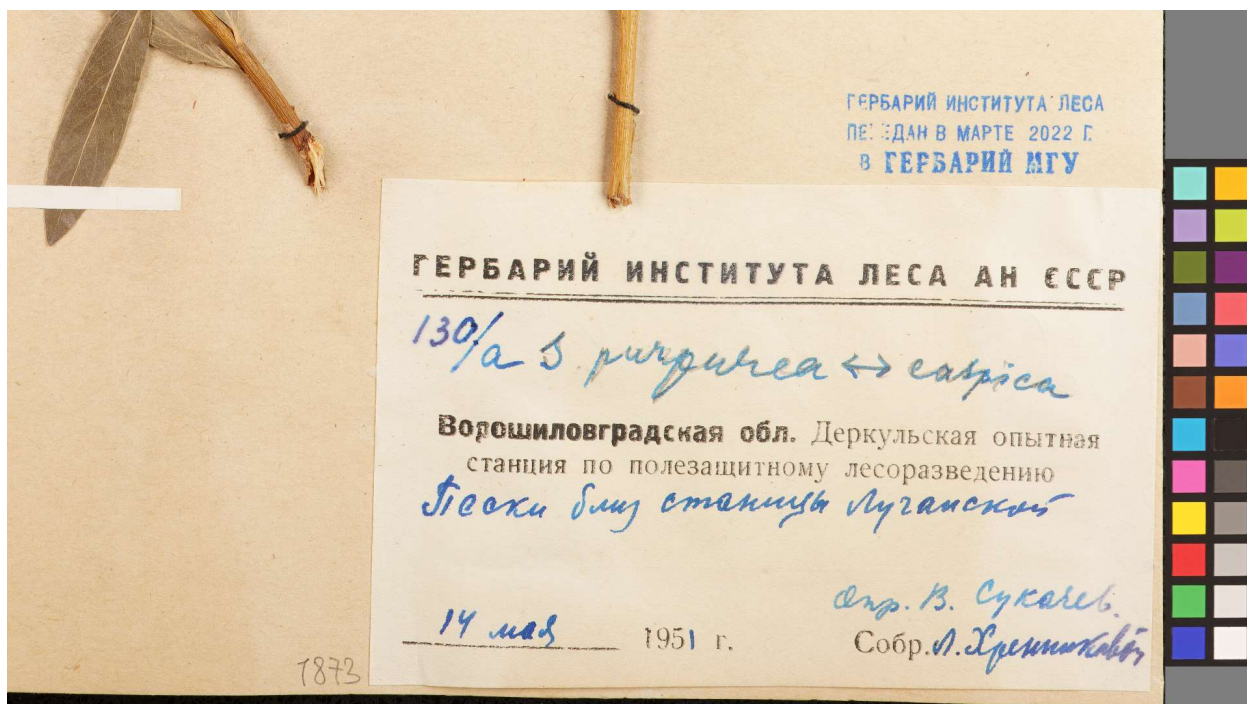 ГЕРБАРИЙ ИНСТИТУТА ЛЕСА
ПЕРЕДАН В МАРТЕ 2022 Г.
В ГЕРБАРИЙ МГУ
ГЕРБАРИЙ ИНСТИТУТА ЛЕСА АН СССР
130/a S purpurea ↔ caspica
Ворошиловградская обл. Деркульская опытная
станция по полезащитному лесоразведению
Пески близ станицы Луганской
Опр. В. Сукачев.
14 мая 1951 г. Собр. Л. Хренникова
1873